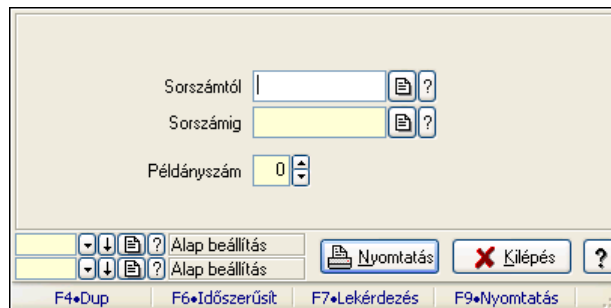 Sorszámtól ?
Sorszámig ?
Példányszám 0
? Alap beállítás
? Alap beállítás
Nyomtatás Kilépés ?
F4•Dup F6•Időszerűsít F7•Lekérdezés F9•Nyomtatás